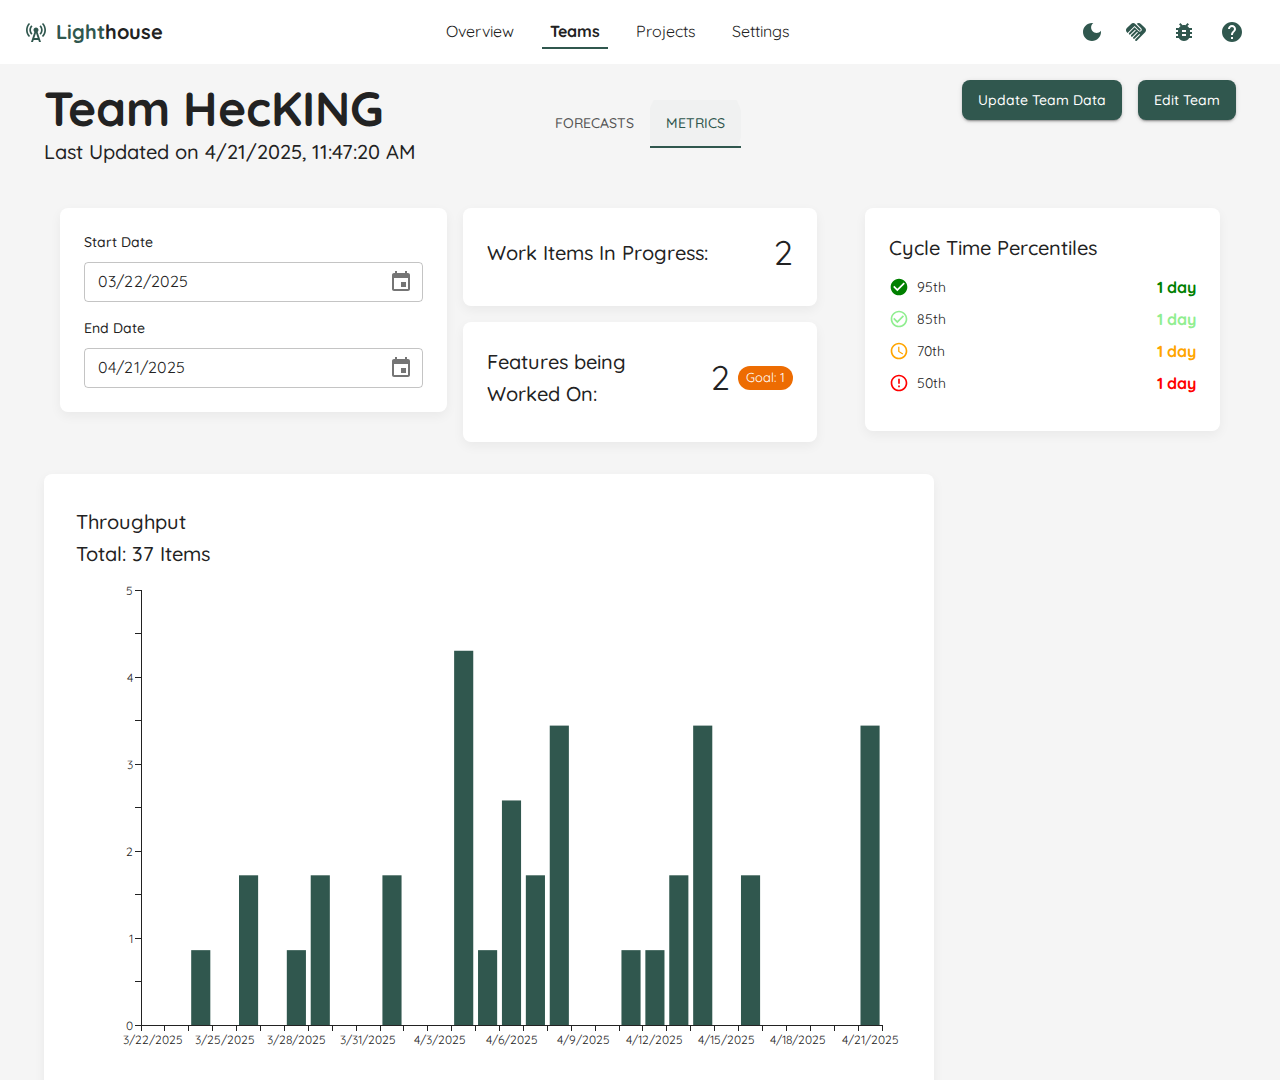 Lighthouse
Overview
Teams
Projects
Settings
Team HecKING
Last Updated on 4/21/2025, 11:47:20 AM
FORECASTS
METRICS
Update Team Data
Edit Team
Start Date
03/22/2025
End Date
04/21/2025
Work Items In Progress:
2
Features being
Worked On:
2
Goal: 1
Cycle Time Percentiles
95th
1 day
85th
1 day
70th
1 day
50th
1 day
Throughput
Total: 37 Items
5
4
3
2
1
0
3/22/2025
3/25/2025
3/28/2025
3/31/2025
4/3/2025
4/6/2025
4/9/2025
4/12/2025
4/15/2025
4/18/2025
4/21/2025